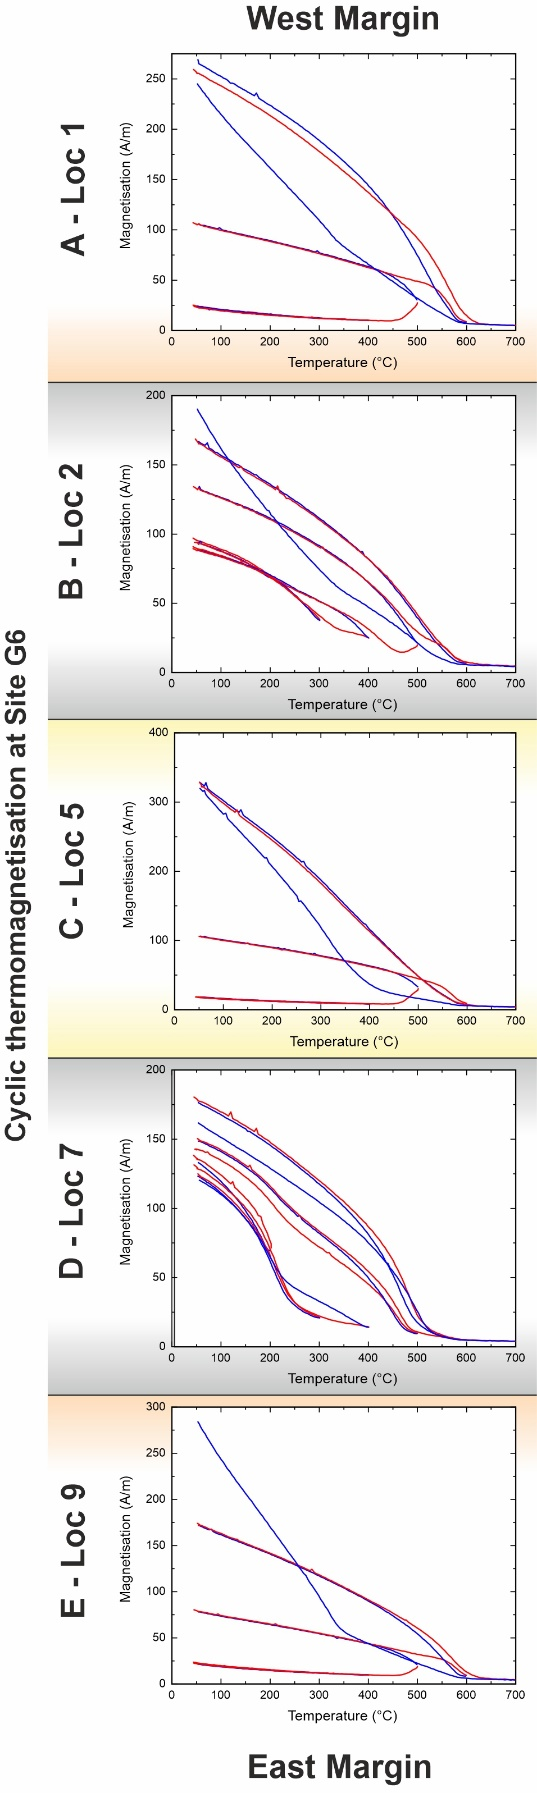 West Margin
Cyclic thermomagnetisation at Site G6
A - Loc 1
Magnetisation (A/m)
250
200
150
100
50
0
0 100 200 300 400 500 600 700
Temperature (°C)
B - Loc 2
Magnetisation (A/m)
200
150
100
50
0
0 100 200 300 400 500 600 700
Temperature (°C)
C - Loc 5
Magnetisation (A/m)
400
300
200
100
0
0 100 200 300 400 500 600 700
Temperature (°C)
D - Loc 7
Magnetisation (A/m)
200
150
100
50
0
0 100 200 300 400 500 600 700
Temperature (°C)
E - Loc 9
Magnetisation (A/m)
300
250
200
150
100
50
0
0 100 200 300 400 500 600 700
Temperature (°C)
East Margin